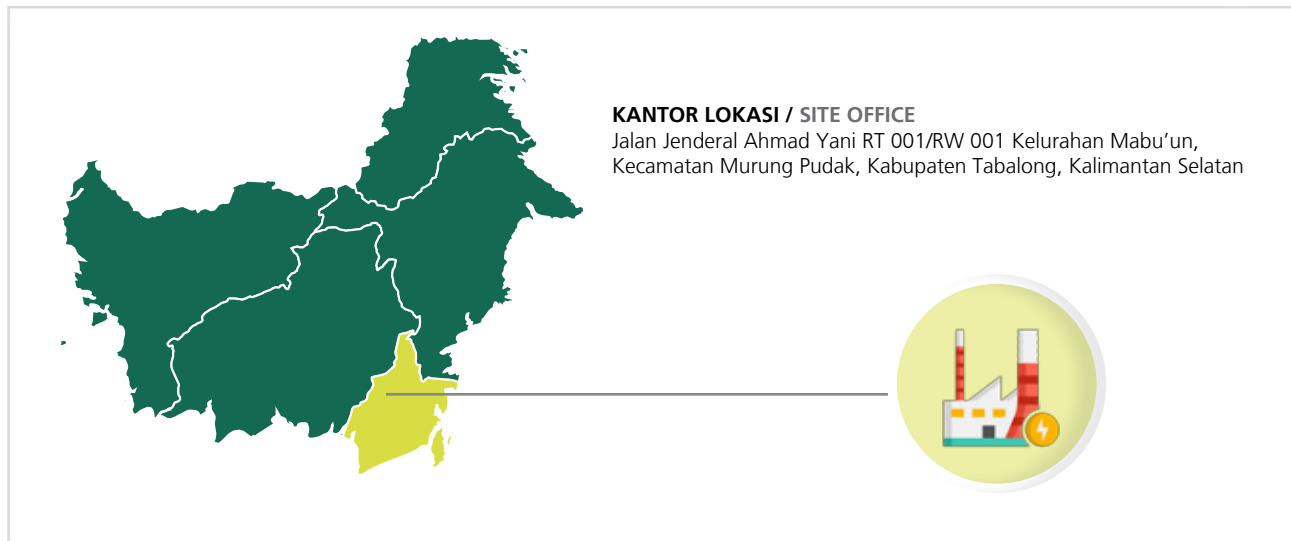 KANTOR LOKASI / SITE OFFICE
Jalan Jenderal Ahmad Yani RT 001/RW 001 Kelurahan Mabu’un,
Kecamatan Murung Pudak, Kabupaten Tabalong, Kalimantan Selatan